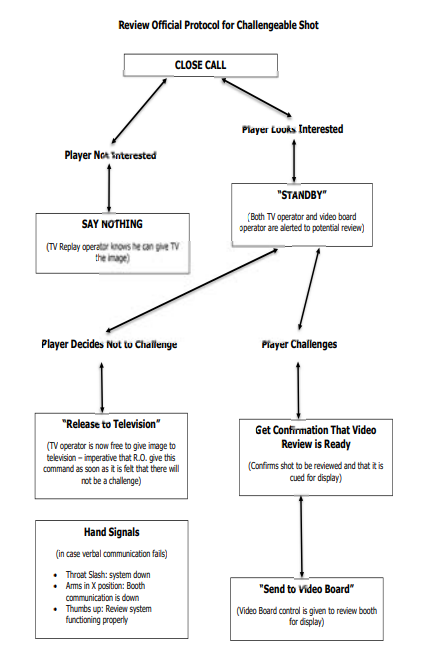 Review Official Protocol for Challengeable Shot
CLOSE CALL
Player Looks Interested
Player Not Interested
"STANDBY"
(Both TV operator and video board
operator are alerted to potential review)
SAY NOTHING
(TV Replay operator knows he can give TV
the image)
Player Decides Not to Challenge
Player Challenges
"Release to Television"
(TV operator is now free to give image to
television – imperative that R.O. give this
command as soon as it is felt that there will
not be a challenge)
Get Confirmation That Video
Review is Ready
(Confirms shot to be reviewed and that it is
cued for display)
Hand Signals
(in case verbal communication fails)
• Throat Slash: system down
• Arms in X position: Booth
communication is down
• Thumbs up: Review system
functioning properly
"Send to Video Board"
(Video Board control is given to review booth
for display)